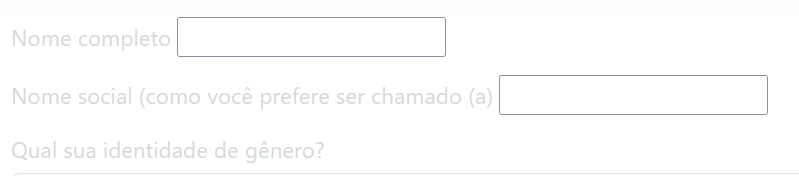 Nome completo
Nome social (como você prefere ser chamado (a)
Qual sua identidade de gênero?